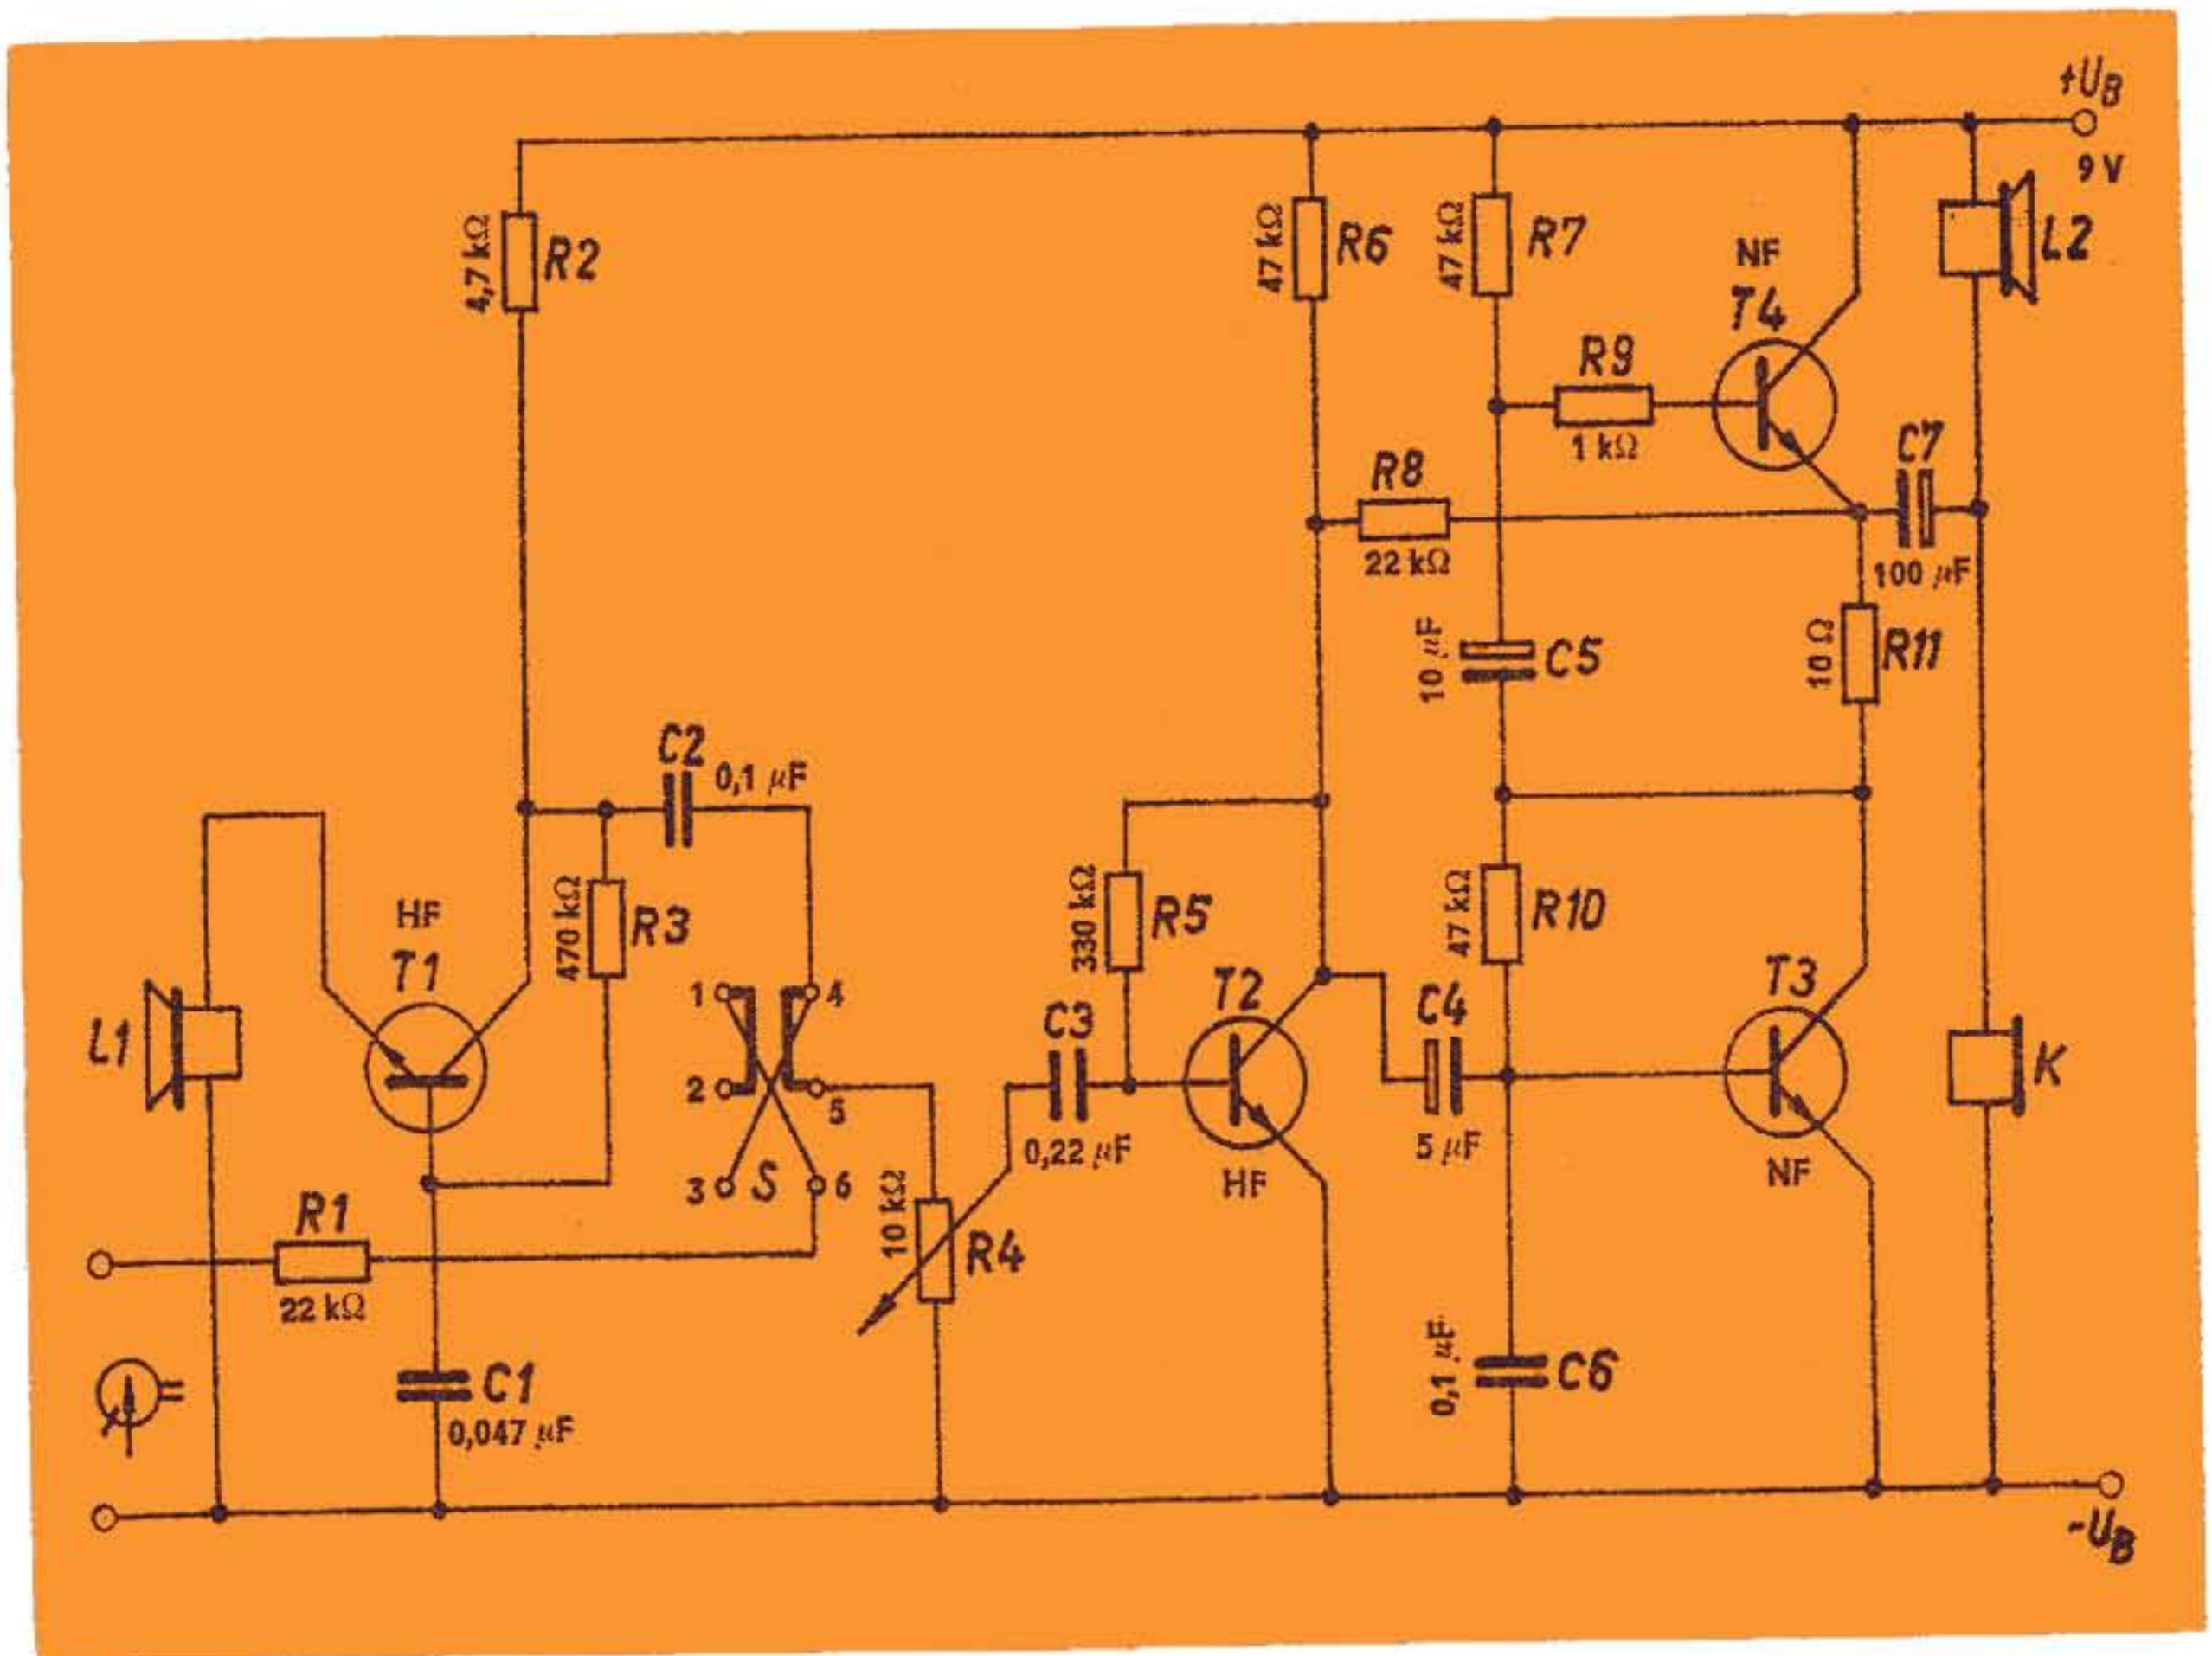 +UB
9 V
4,7 kΩ
R2
47 kΩ
R6
47 kΩ
R7
NF
T4
L2
R9
1 kΩ
R8
22 kΩ
C7
100 µF
10 µF
C5
10 Ω
R11
C2
0,1 µF
HF
T1
470 kΩ
R3
330 kΩ
R5
47 kΩ
R10
L1
1
4
2
5
3
S
6
C3
0,22 µF
T2
HF
C4
5 µF
T3
NF
K
R1
22 kΩ
10 kΩ
R4
C1
0,047 µF
0,1 µF
C6
-UB